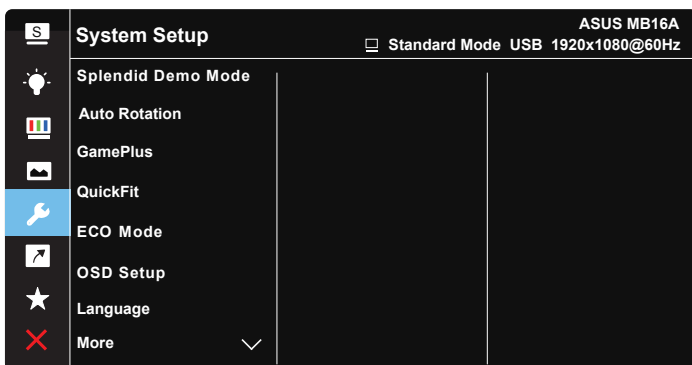 S
System Setup
ASUS MB16A
Standard Mode USB 1920x1080@60Hz
Splendid Demo Mode
Auto Rotation
GamePlus
QuickFit
ECO Mode
OSD Setup
Language
More